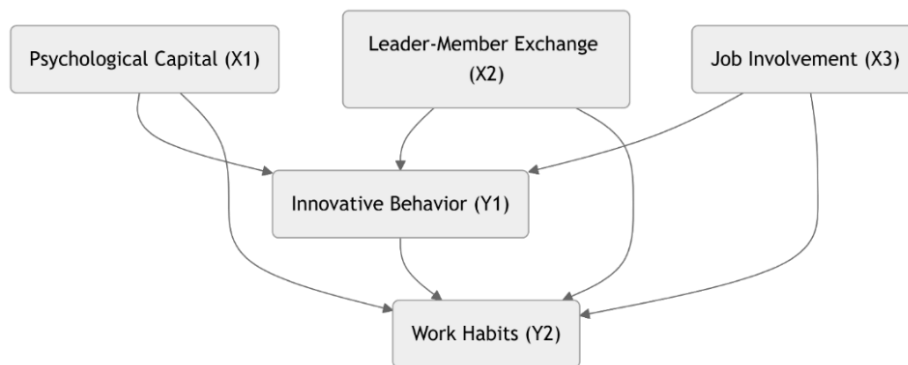 Psychological Capital (X1)
Leader-Member Exchange
(X2)
Job Involvement (X3)
Innovative Behavior (Y1)
Work Habits (Y2)